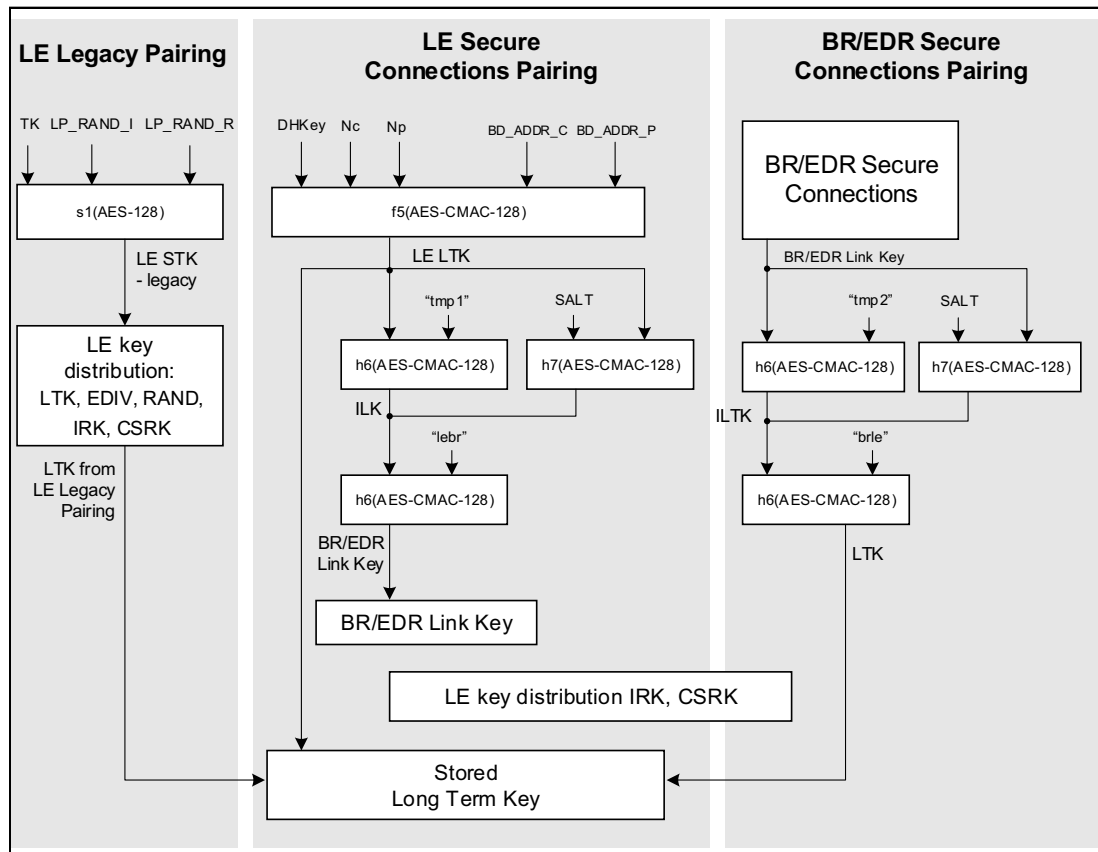 LE Legacy Pairing
TK LP_RAND_I LP_RAND_R
s1(AES-128)
LE STK
- legacy
LE key
distribution:
LTK, EDIV, RAND,
IRK, CSRK
LTK from
LE Legacy
Pairing
LE Secure
Connections Pairing
DHKey Nc Np BD_ADDR_C BD_ADDR_P
f5(AES-CMAC-128)
LE LTK
“tmp1” SALT
h6(AES-CMAC-128) h7(AES-CMAC-128)
ILK
“lebr”
h6(AES-CMAC-128)
BR/EDR
Link Key
BR/EDR Link Key
BR/EDR Secure
Connections Pairing
BR/EDR Secure
Connections
BR/EDR Link Key
“tmp2” SALT
h6(AES-CMAC-128) h7(AES-CMAC-128)
ILTK
“brle”
h6(AES-CMAC-128)
LTK
LE key distribution IRK, CSRK
Stored
Long Term Key